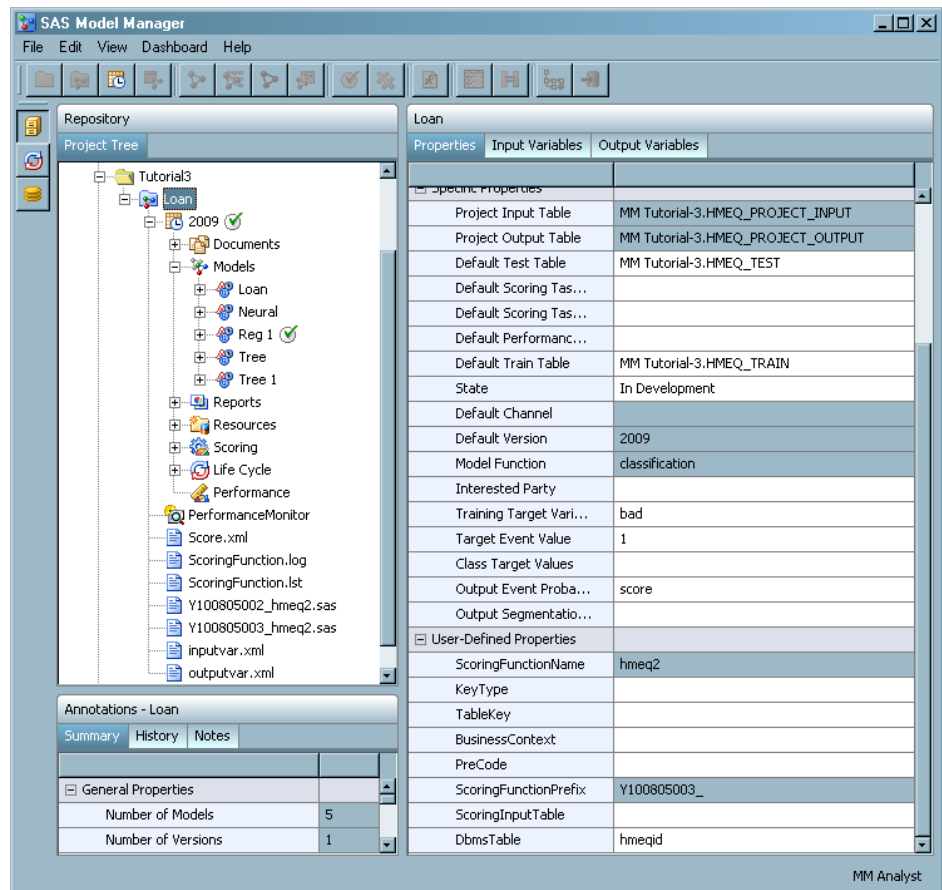 SAS Model Manager
File Edit View Dashboard Help
Repository
Project Tree
Tutorial3
Loan
2009
Documents
Models
Loan
Neural
Reg 1
Tree
Tree 1
Reports
Resources
Scoring
Life Cycle
Performance
PerformanceMonitor
Score.xml
ScoringFunction.log
ScoringFunction.lst
Y100805002_hmeq2.sas
Y100805003_hmeq2.sas
inputvar.xml
outputvar.xml
Annotations - Loan
Summary History Notes
General Properties
Number of Models 5
Number of Versions 1
Loan
Properties Input Variables Output Variables
Specific Properties
Project Input Table MM Tutorial-3.HMEQ_PROJECT_INPUT
Project Output Table MM Tutorial-3.HMEQ_PROJECT_OUTPUT
Default Test Table MM Tutorial-3.HMEQ_TEST
Default Scoring Tas...
Default Scoring Tas...
Default Performanc...
Default Train Table MM Tutorial-3.HMEQ_TRAIN
State In Development
Default Channel
Default Version 2009
Model Function classification
Interested Party
Training Target Vari... bad
Target Event Value 1
Class Target Values
Output Event Proba... score
Output Segmentatio...
User-Defined Properties
ScoringFunctionName hmeq2
KeyType
TableKey
BusinessContext
PreCode
ScoringFunctionPrefix Y100805003_
ScoringInputTable
DbmsTable hmeqid
MM Analyst